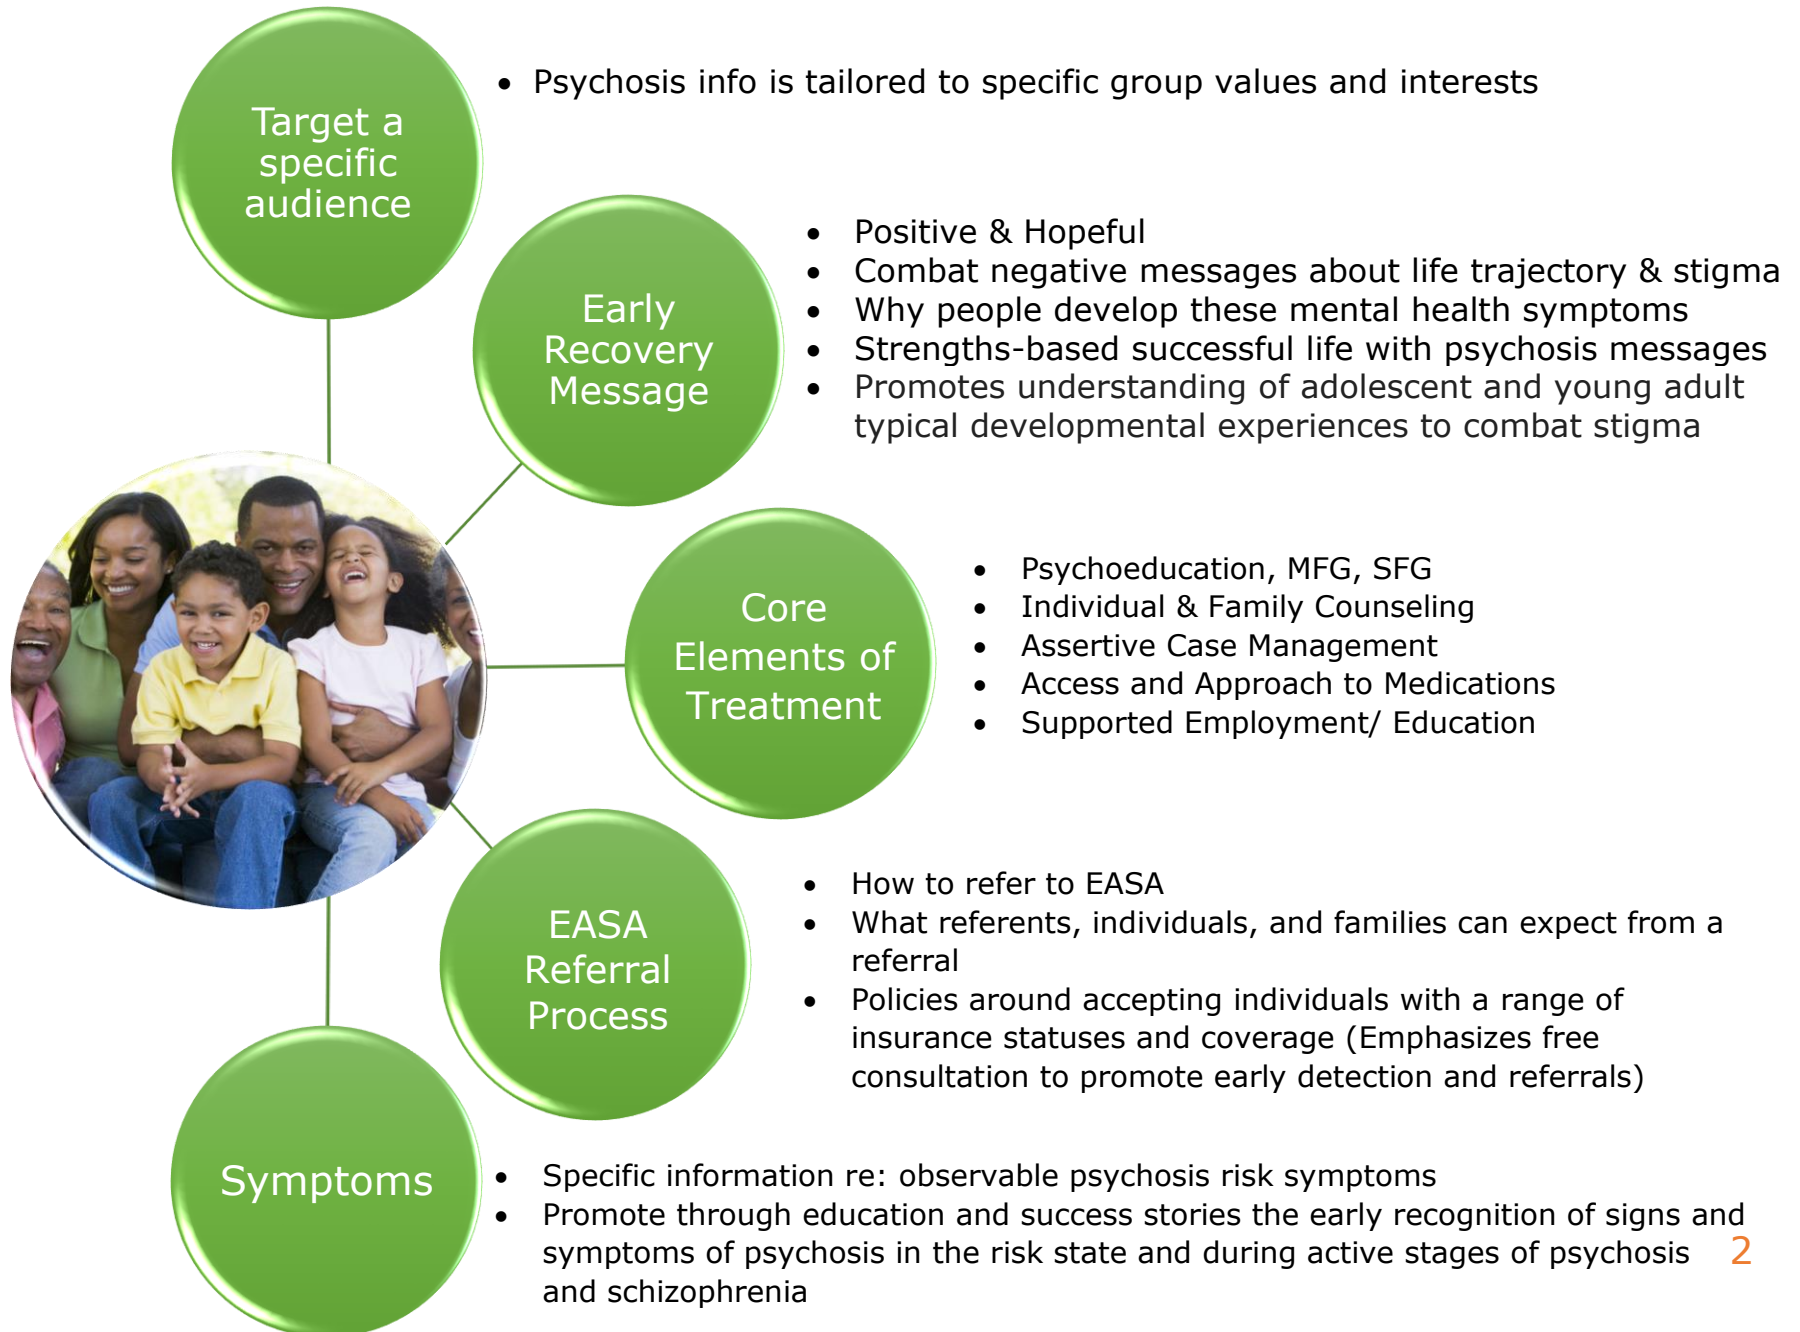 Target a
specific
audience
• Psychosis info is tailored to specific group values and interests
Early
Recovery
Message
• Positive & Hopeful
• Combat negative messages about life trajectory & stigma
• Why people develop these mental health symptoms
• Strengths-based successful life with psychosis messages
• Promotes understanding of adolescent and young adult
typical developmental experiences to combat stigma
Core
Elements of
Treatment
• Psychoeducation, MFG, SFG
• Individual & Family Counseling
• Assertive Case Management
• Access and Approach to Medications
• Supported Employment/ Education
EASA
Referral
Process
• How to refer to EASA
• What referents, individuals, and families can expect from a
referral
• Policies around accepting individuals with a range of
insurance statuses and coverage (Emphasizes free
consultation to promote early detection and referrals)
Symptoms
• Specific information re: observable psychosis risk symptoms
• Promote through education and success stories the early recognition of signs and
symptoms of psychosis in the risk state and during active stages of psychosis
and schizophrenia
2